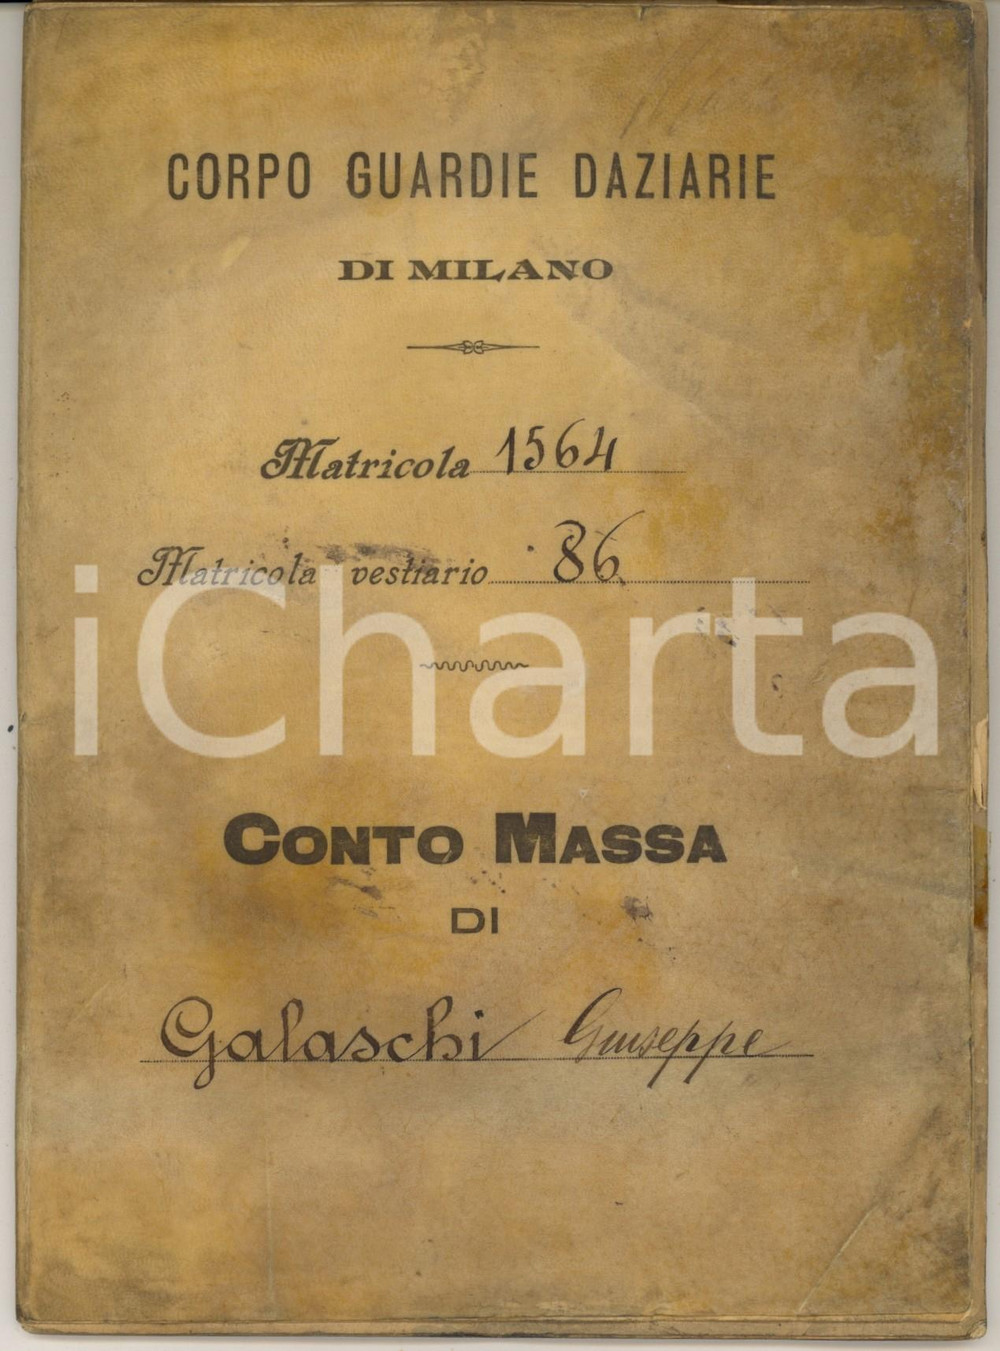 CORPO GUARDIE DAZIARIE
DI MILANO
Matricola 1564
Matricola vestiario 86
iCharta
CONTO MASSA
DI
Galaschi Giuseppe